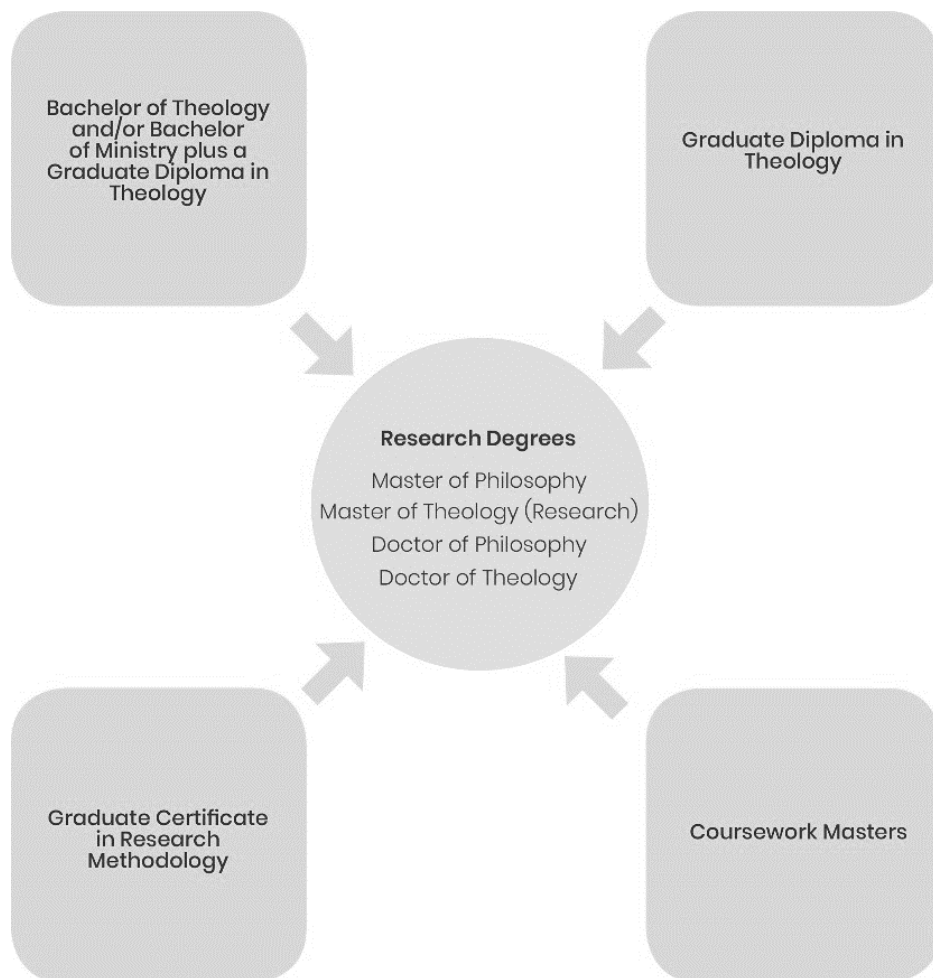 Bachelor of Theology
and/or Bachelor
of Ministry plus a
Graduate Diploma in
Theology
Graduate Diploma in
Theology
Research Degrees
Master of Philosophy
Master of Theology (Research)
Doctor of Philosophy
Doctor of Theology
Graduate Certificate
in Research
Methodology
Coursework Masters